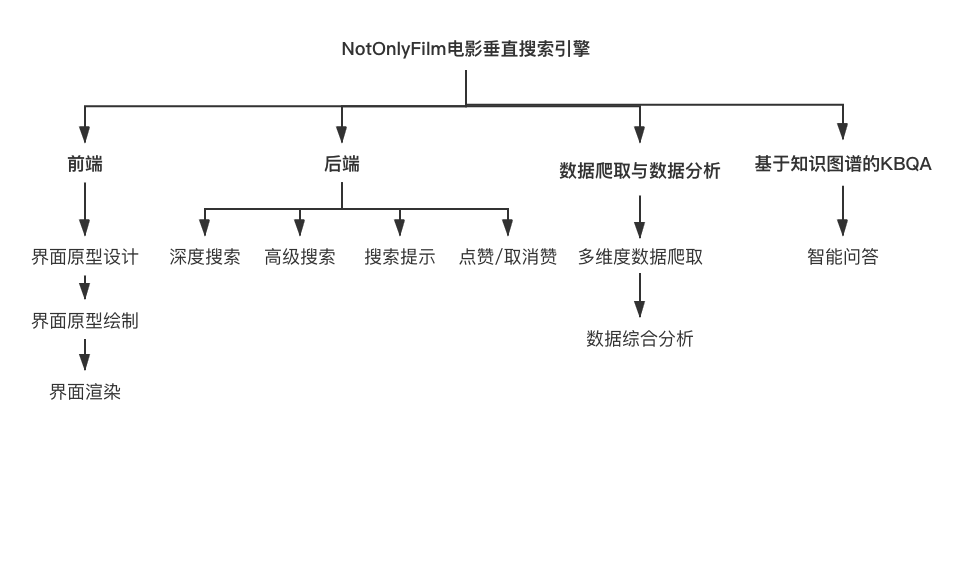 NotOnlyFilm电影垂直搜索引擎
前端
后端
数据爬取与数据分析
基于知识图谱的KBQA
界面原型设计
深度搜索
高级搜索
搜索提示
点赞/取消赞
多维度数据爬取
智能问答
界面原型绘制
数据综合分析
界面渲染